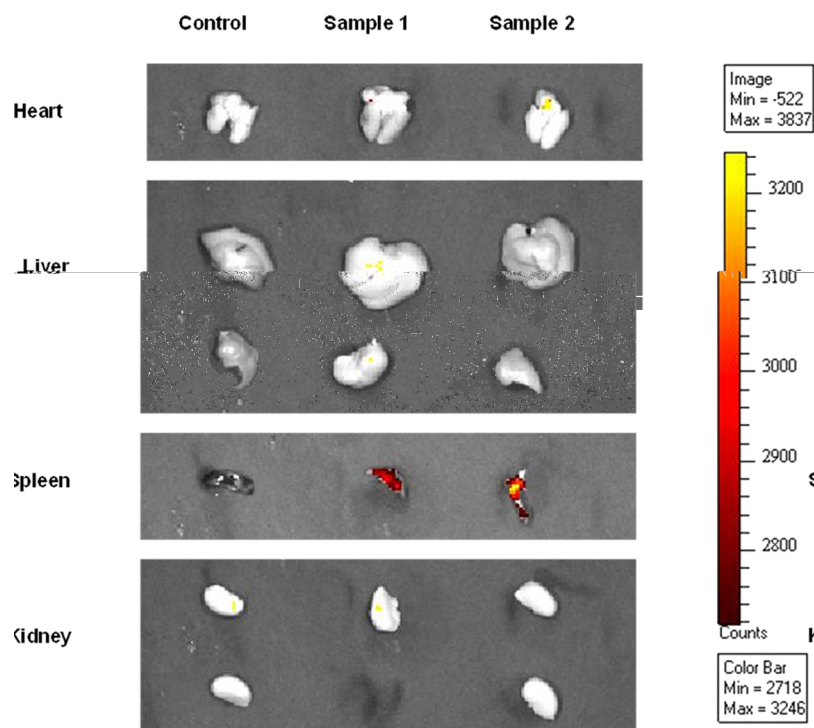 Control Sample 1 Sample 2
Heart
Liver
Spleen
Kidney
Image
Min = -522
Max = 3837
3200
3100
3000
2900
2800
Counts
Color Bar
Min = 2718
Max = 3246